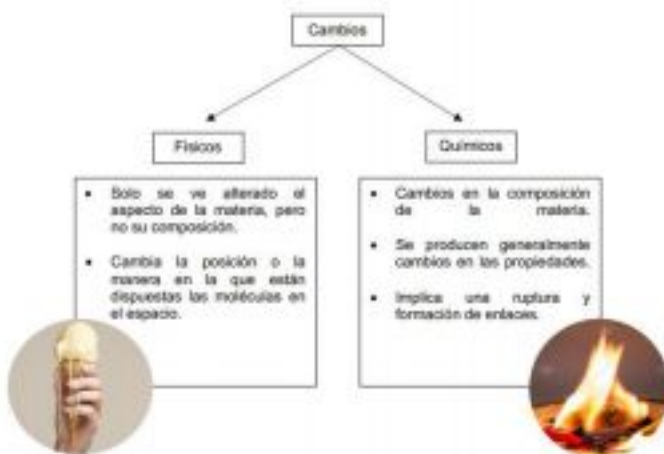 Cambios
Físicos
Químicos
• Solo se ve alterado el
aspecto de la materia, pero
no su composición.
• Cambia la posición o la
manera en la que están
dispuestas las moléculas en
el espacio.
• Cambios en la composición
de la materia.
• Se producen generalmente
cambios en las propiedades.
• Implica una ruptura y
formación de enlaces.